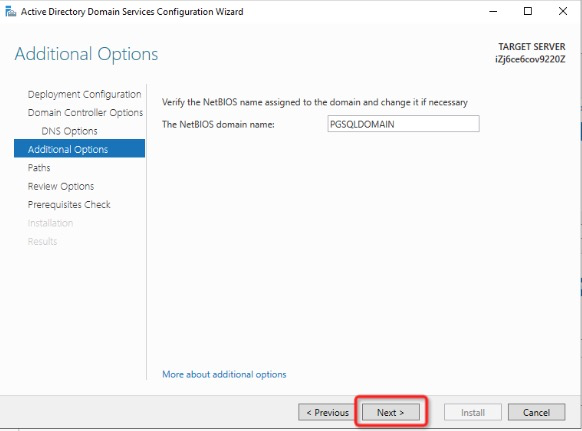 Active Directory Domain Services Configuration Wizard
Additional Options
TARGET SERVER
iZj6ce6cov9220Z
Deployment Configuration
Domain Controller Options
DNS Options
Additional Options
Paths
Review Options
Prerequisites Check
Installation
Results
Verify the NetBIOS name assigned to the domain and change it if necessary
The NetBIOS domain name: PGSQLDOMAIN
More about additional options
< Previous Next > Install Cancel